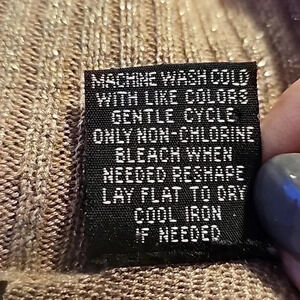 MACHINE WASH COLD
WITH LIKE COLORS
GENTLE CYCLE
ONLY NON-CHLORINE
BLEACH WHEN
NEEDED RESHAPE
LAY FLAT TO DRY
COOL IRON
IF NEEDED